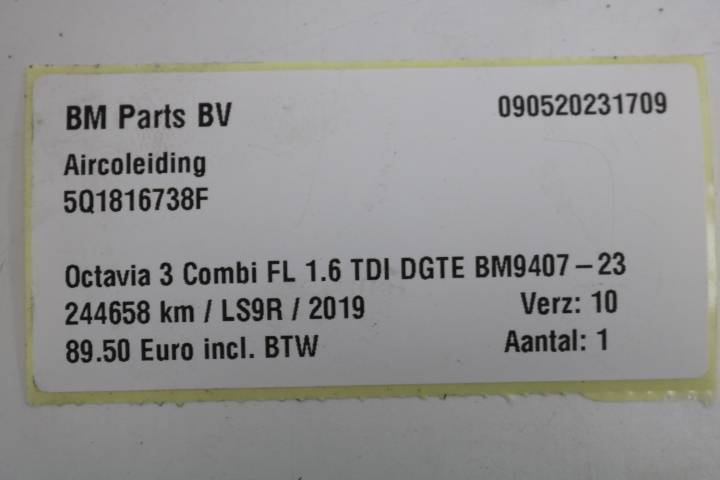 BM Parts BV 090520231709
Aircoleiding
5Q1816738F
Octavia 3 Combi FL 1.6 TDI DGTE BM9407-23
244658 km / LS9R / 2019 Verz: 10
89.50 Euro incl. BTW Aantal: 1